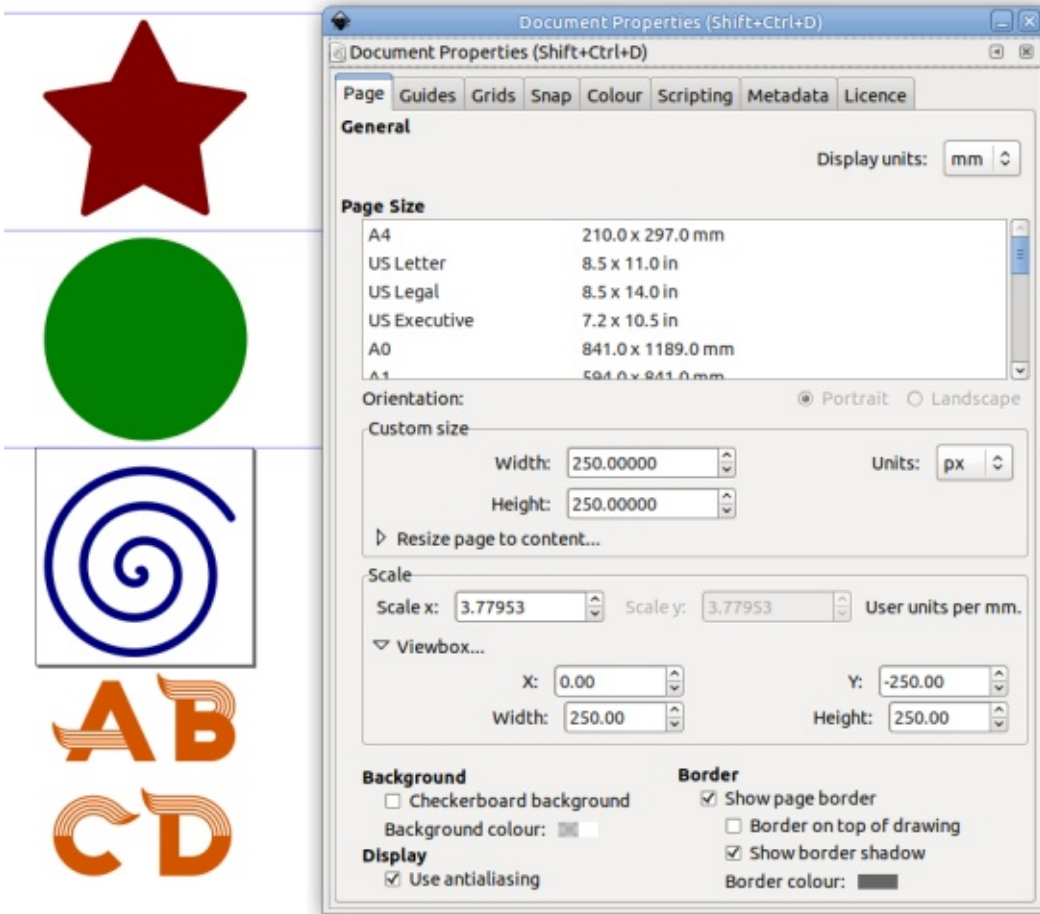 Document Properties (Shift+Ctrl+D)
Document Properties (Shift+Ctrl+D)
Page Guides Grids Snap Colour Scripting Metadata Licence
General
Display units: mm
Page Size
A4 210.0 x 297.0 mm
US Letter 8.5 x 11.0 in
US Legal 8.5 x 14.0 in
US Executive 7.2 x 10.5 in
A0 841.0 x 1189.0 mm
A1 594.0 x 841.0 mm
Orientation: Portrait Landscape
Custom size
Width: 250.00000 Units: px
Height: 250.00000
Resize page to content...
Scale
Scale x: 3.77953 Scale y: 3.77953 User units per mm.
Viewbox...
X: 0.00 Y: -250.00
Width: 250.00 Height: 250.00
Background Border
Checkerboard background Show page border
Background colour: Border on top of drawing
Display Show border shadow
Use antialiasing Border colour:
AB
CD